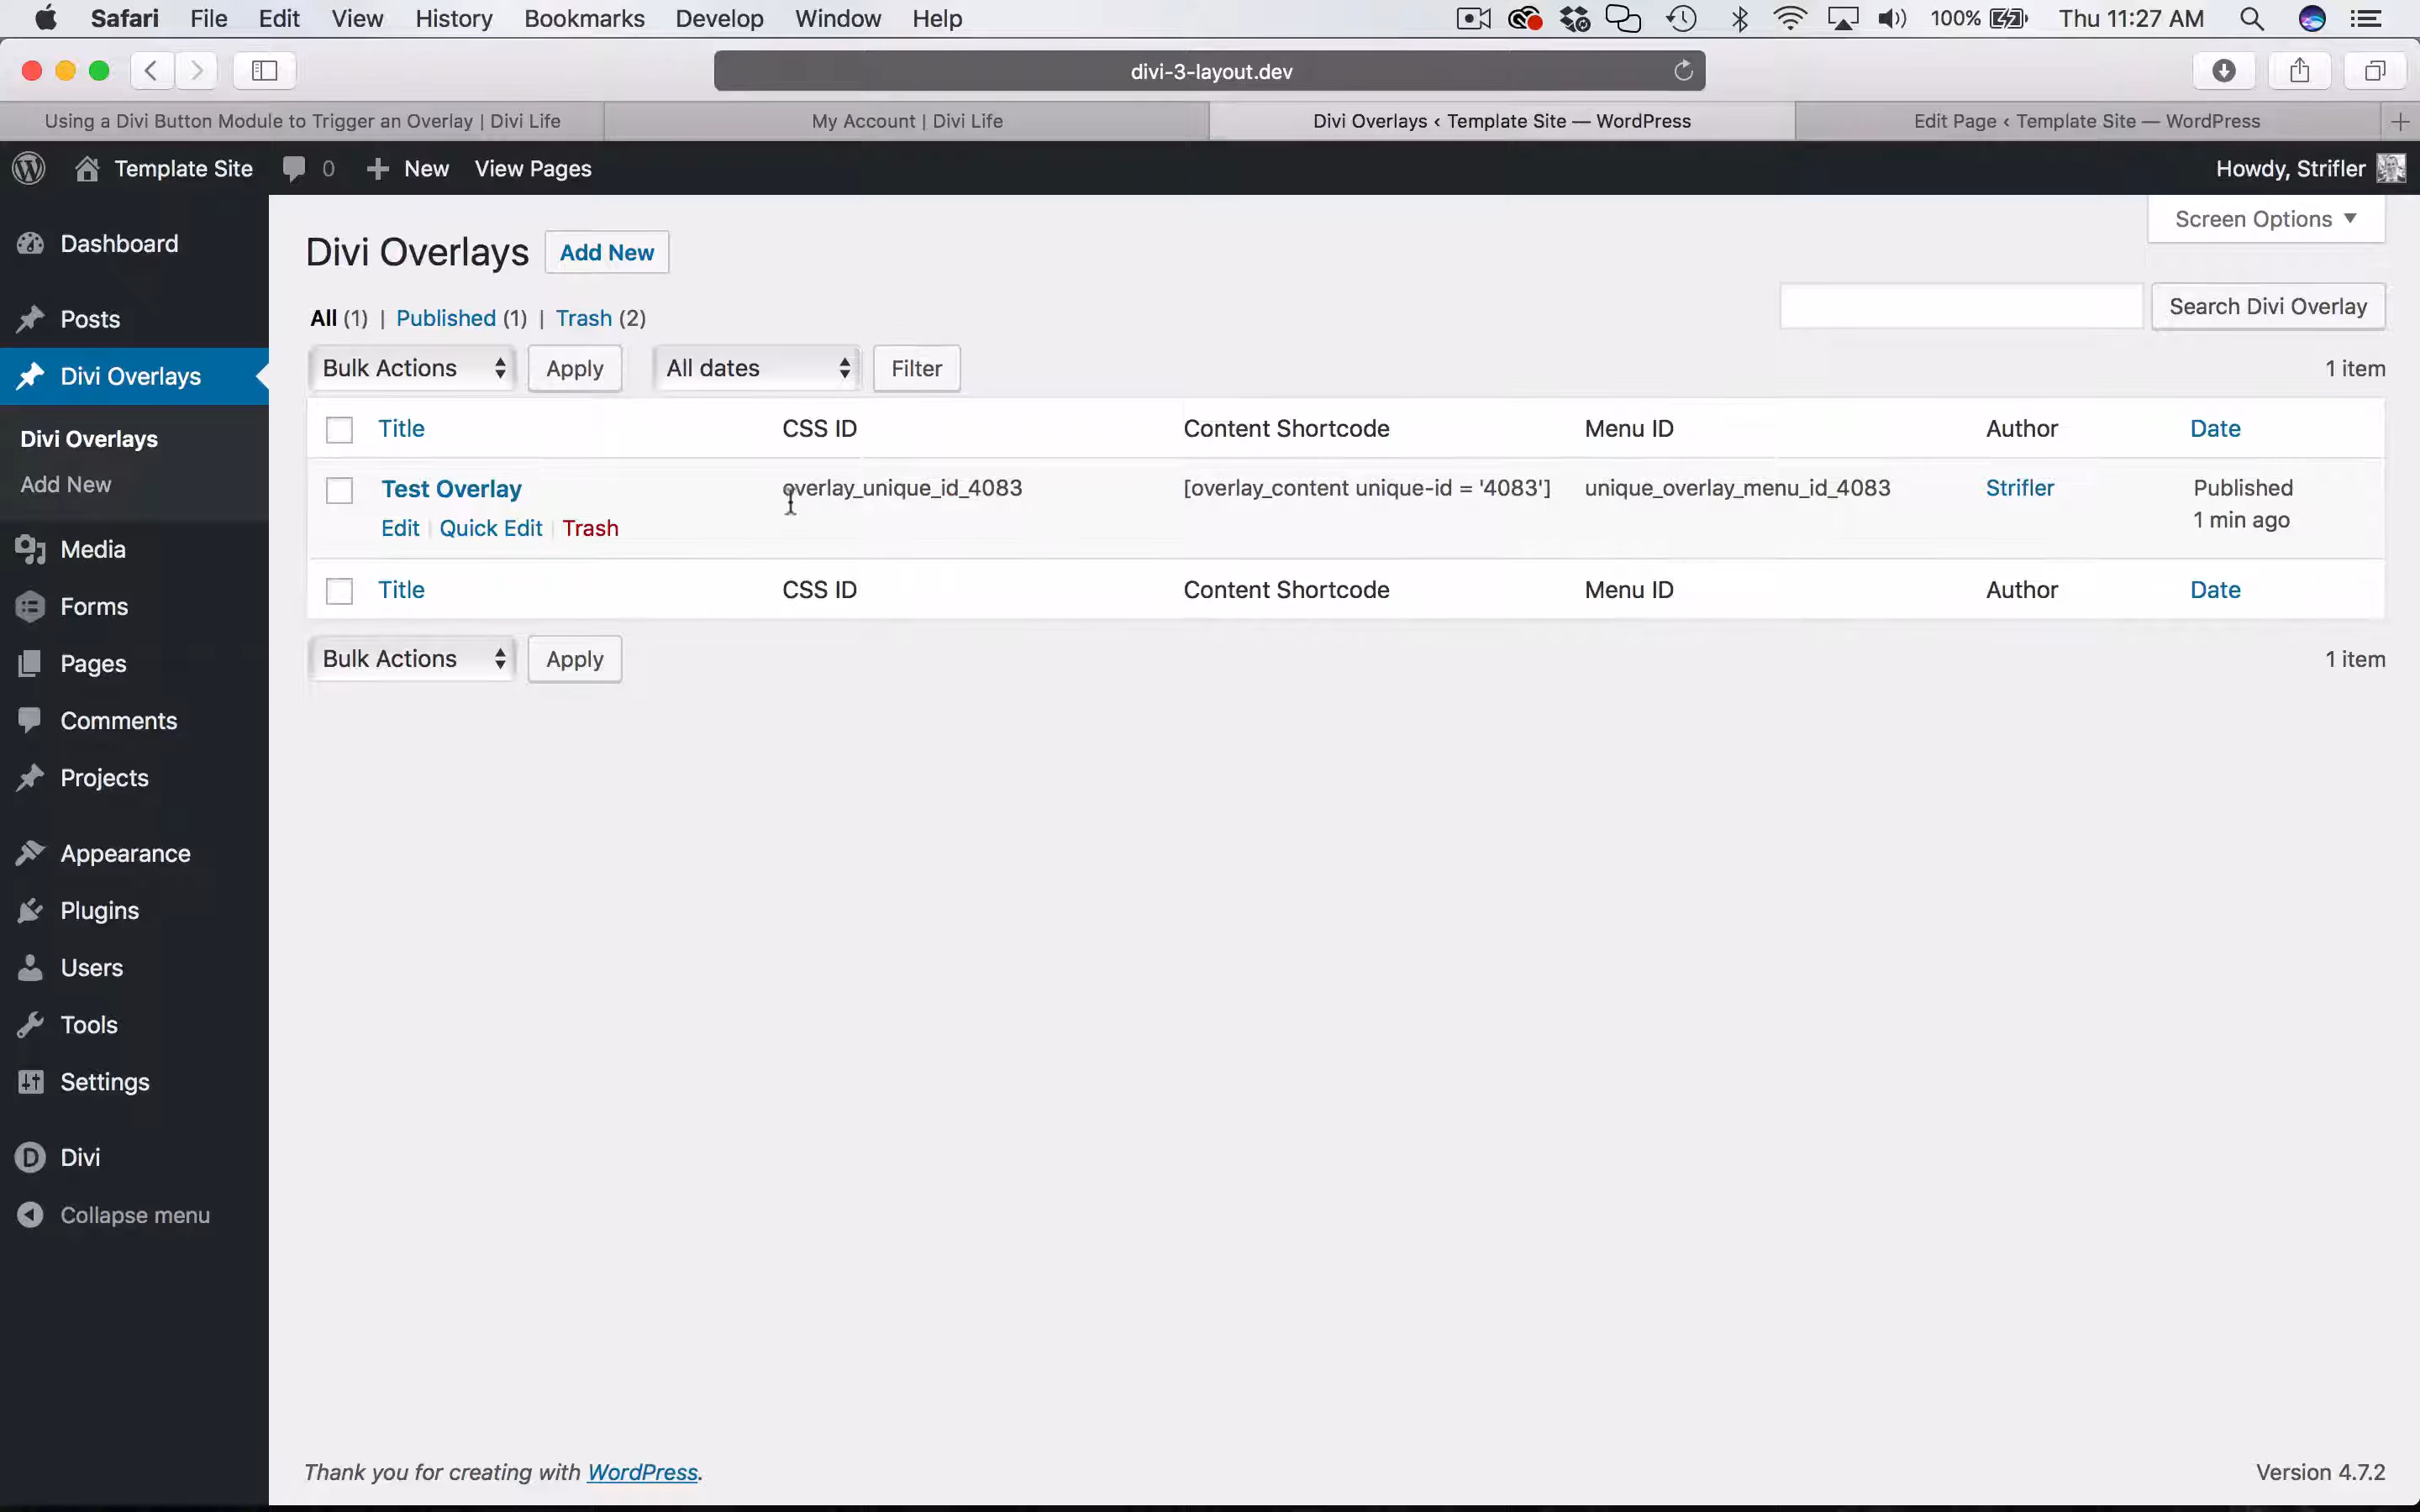 Safari File Edit View History Bookmarks Develop Window Help 100% Thu 11:27 AM
divi-3-layout.dev
Using a Divi Button Module to Trigger an Overlay | Divi Life
My Account | Divi Life
Divi Overlays ‹ Template Site — WordPress
Edit Page ‹ Template Site — WordPress
Template Site 0 New View Pages Howdy, Strifler
Screen Options
Dashboard
Posts
Divi Overlays
Divi Overlays
Add New
Media
Forms
Pages
Comments
Projects
Appearance
Plugins
Users
Tools
Settings
Divi
Collapse menu
Divi Overlays Add New
All (1) | Published (1) | Trash (2)
Search Divi Overlay
Bulk Actions Apply All dates Filter 1 item
Title CSS ID Content Shortcode Menu ID Author Date
Test Overlay overlay_unique_id_4083 [overlay_content unique-id = '4083'] unique_overlay_menu_id_4083 Strifler Published
1 min ago
Edit | Quick Edit | Trash
Title CSS ID Content Shortcode Menu ID Author Date
Bulk Actions Apply 1 item
Thank you for creating with WordPress. Version 4.7.2